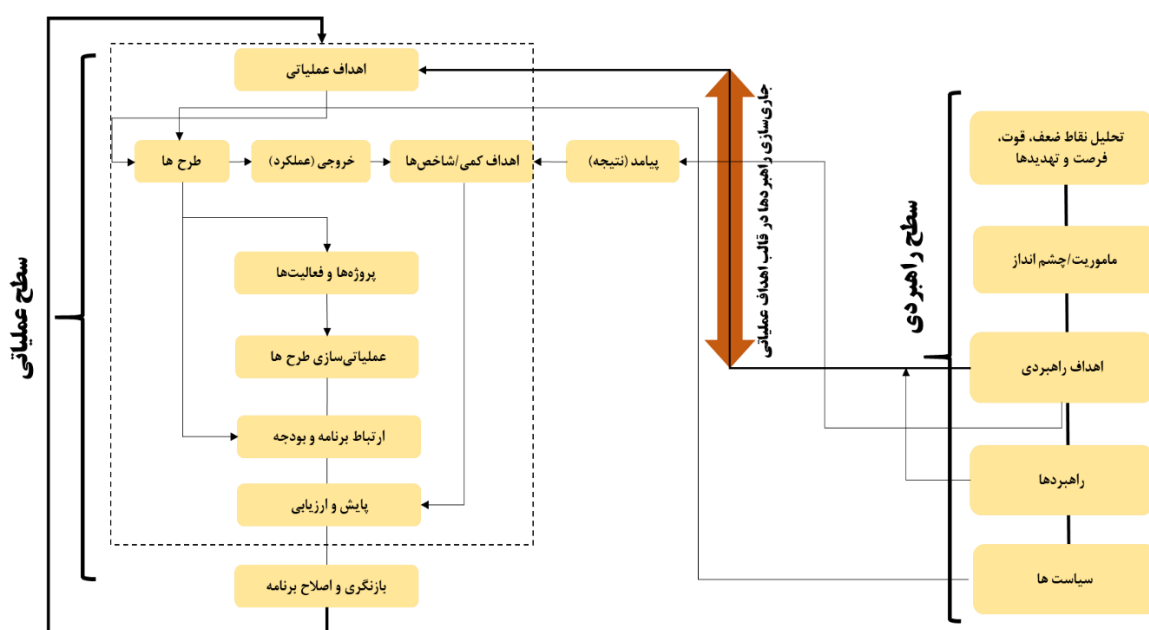 تحلیل نقاط ضعف، قوت،
فرصت و تهدیدها
ماموریت/چشم انداز
اهداف راهبردی
راهبردها
سیاست ها
سطح راهبردی
جاری‌سازی راهبردها در قالب اهداف عملیاتی
اهداف عملیاتی
پیامد (نتیجه)
اهداف کمی/شاخص‌ها
خروجی (عملکرد)
طرح ها
پروژه‌ها و فعالیت‌ها
عملیاتی‌سازی طرح ها
ارتباط برنامه و بودجه
پایش و ارزیابی
بازنگری و اصلاح برنامه
سطح عملیاتی